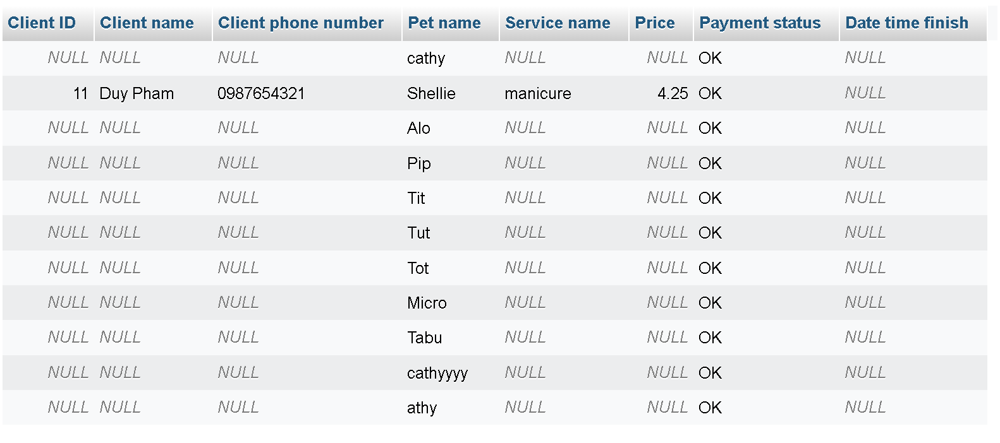 Client ID Client name Client phone number Pet name Service name Price Payment status Date time finish
NULL NULL NULL cathy NULL NULL OK NULL
11 Duy Pham 0987654321 Shellie manicure 4.25 OK NULL
NULL NULL NULL Alo NULL NULL OK NULL
NULL NULL NULL Pip NULL NULL OK NULL
NULL NULL NULL Tit NULL NULL OK NULL
NULL NULL NULL Tut NULL NULL OK NULL
NULL NULL NULL Tot NULL NULL OK NULL
NULL NULL NULL Micro NULL NULL OK NULL
NULL NULL NULL Tabu NULL NULL OK NULL
NULL NULL NULL cathyyyy NULL NULL OK NULL
NULL NULL NULL athy NULL NULL OK NULL